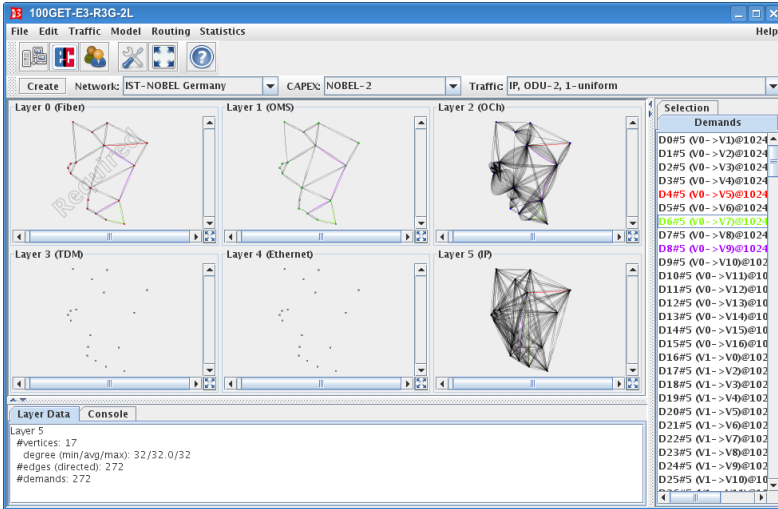 100GET-E3-R3G-2L
File Edit Traffic Model Routing Statistics Help
Create Network: IST-NOBEL Germany CAPEX: NOBEL-2 Traffic: IP, ODU-2, 1-uniform
Layer 0 (Fiber) Layer 1 (OMS) Layer 2 (OCh)
Required
Layer 3 (TDM) Layer 4 (Ethernet) Layer 5 (IP)
Layer Data Console
Layer 5
#vertices: 17
degree (min/avg/max): 32/32.0/32
#edges (directed): 272
#demands: 272
Selection
Demands
D0#5 (V0->V1)@1024
D1#5 (V0->V2)@1024
D2#5 (V0->V3)@1024
D3#5 (V0->V4)@1024
D4#5 (V0->V5)@1024
D5#5 (V0->V6)@1024
D6#5 (V0->V7)@1024
D7#5 (V0->V8)@1024
D8#5 (V0->V9)@1024
D9#5 (V0->V10)@102
D10#5 (V0->V11)@10
D11#5 (V0->V12)@10
D12#5 (V0->V13)@10
D13#5 (V0->V14)@10
D14#5 (V0->V15)@10
D15#5 (V0->V16)@10
D16#5 (V1->V0)@102
D17#5 (V1->V2)@102
D18#5 (V1->V3)@102
D19#5 (V1->V4)@102
D20#5 (V1->V5)@102
D21#5 (V1->V6)@102
D22#5 (V1->V7)@102
D23#5 (V1->V8)@102
D24#5 (V1->V9)@102
D25#5 (V1->V10)@10